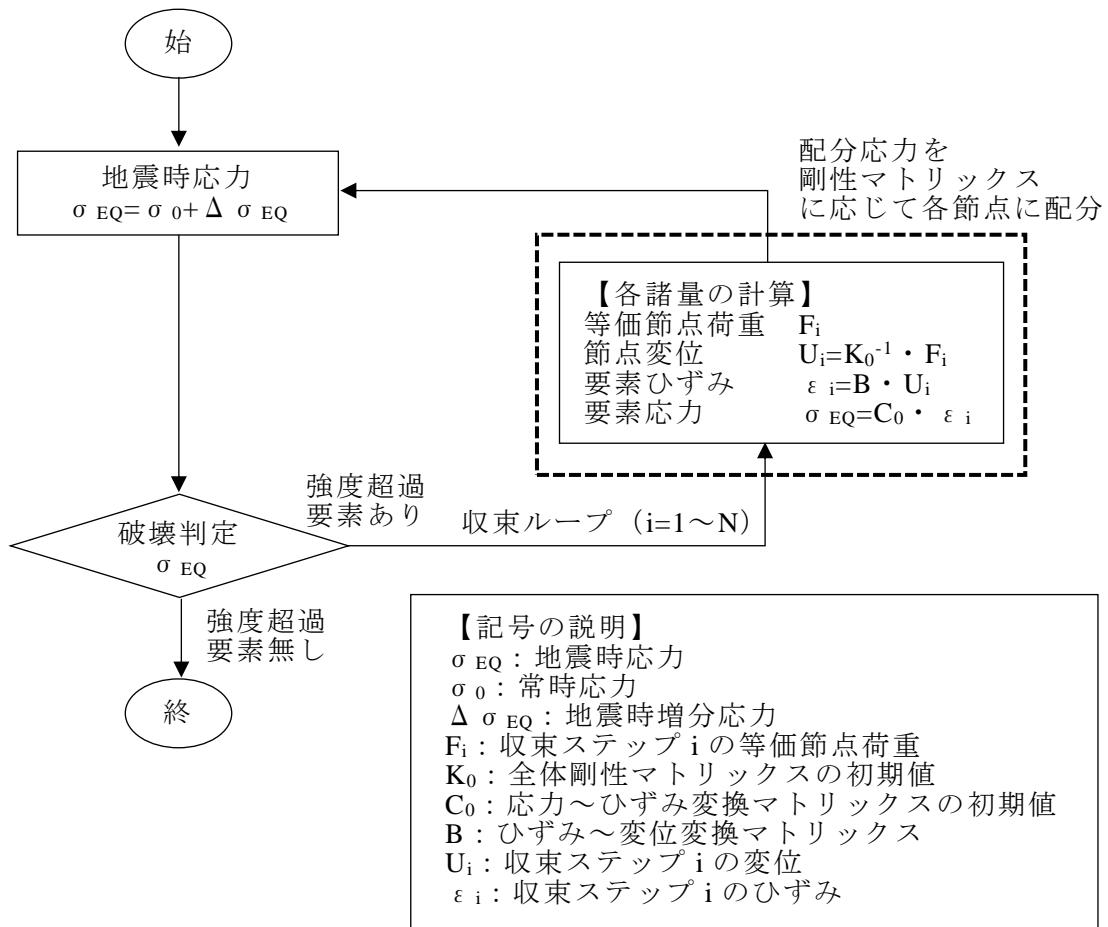 始
地震時応力
σ EQ=σ 0+Δ σ EQ
配分応力を
剛性マトリックス
に応じて各節点に配分
【各諸量の計算】
等価節点荷重 Fi
節点変位 Ui=K0-1・Fi
要素ひずみ ε i=B・Ui
要素応力 σ EQ=C0・ε i
強度超過
要素あり
収束ループ(i=1~N)
破壊判定
σ EQ
強度超過
要素無し
終
【記号の説明】
σ EQ:地震時応力
σ 0:常時応力
Δ σ EQ:地震時増分応力
Fi:収束ステップ i の等価節点荷重
K0:全体剛性マトリックスの初期値
C0:応力~ひずみ変換マトリックスの初期値
B:ひずみ~変位変換マトリックス
Ui:収束ステップ i の変位
ε i:収束ステップ i のひずみ